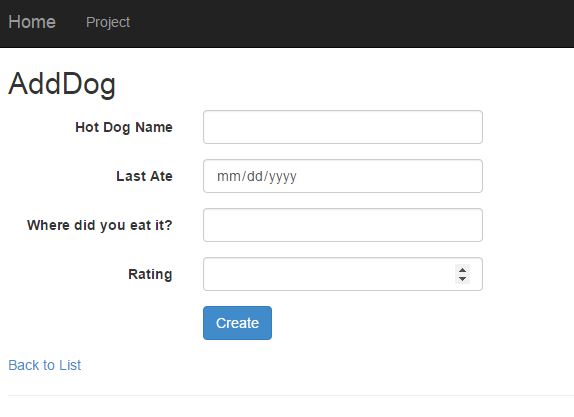 Home Project
AddDog
Hot Dog Name
Last Ate mm/dd/yyyy
Where did you eat it?
Rating
Create
Back to List